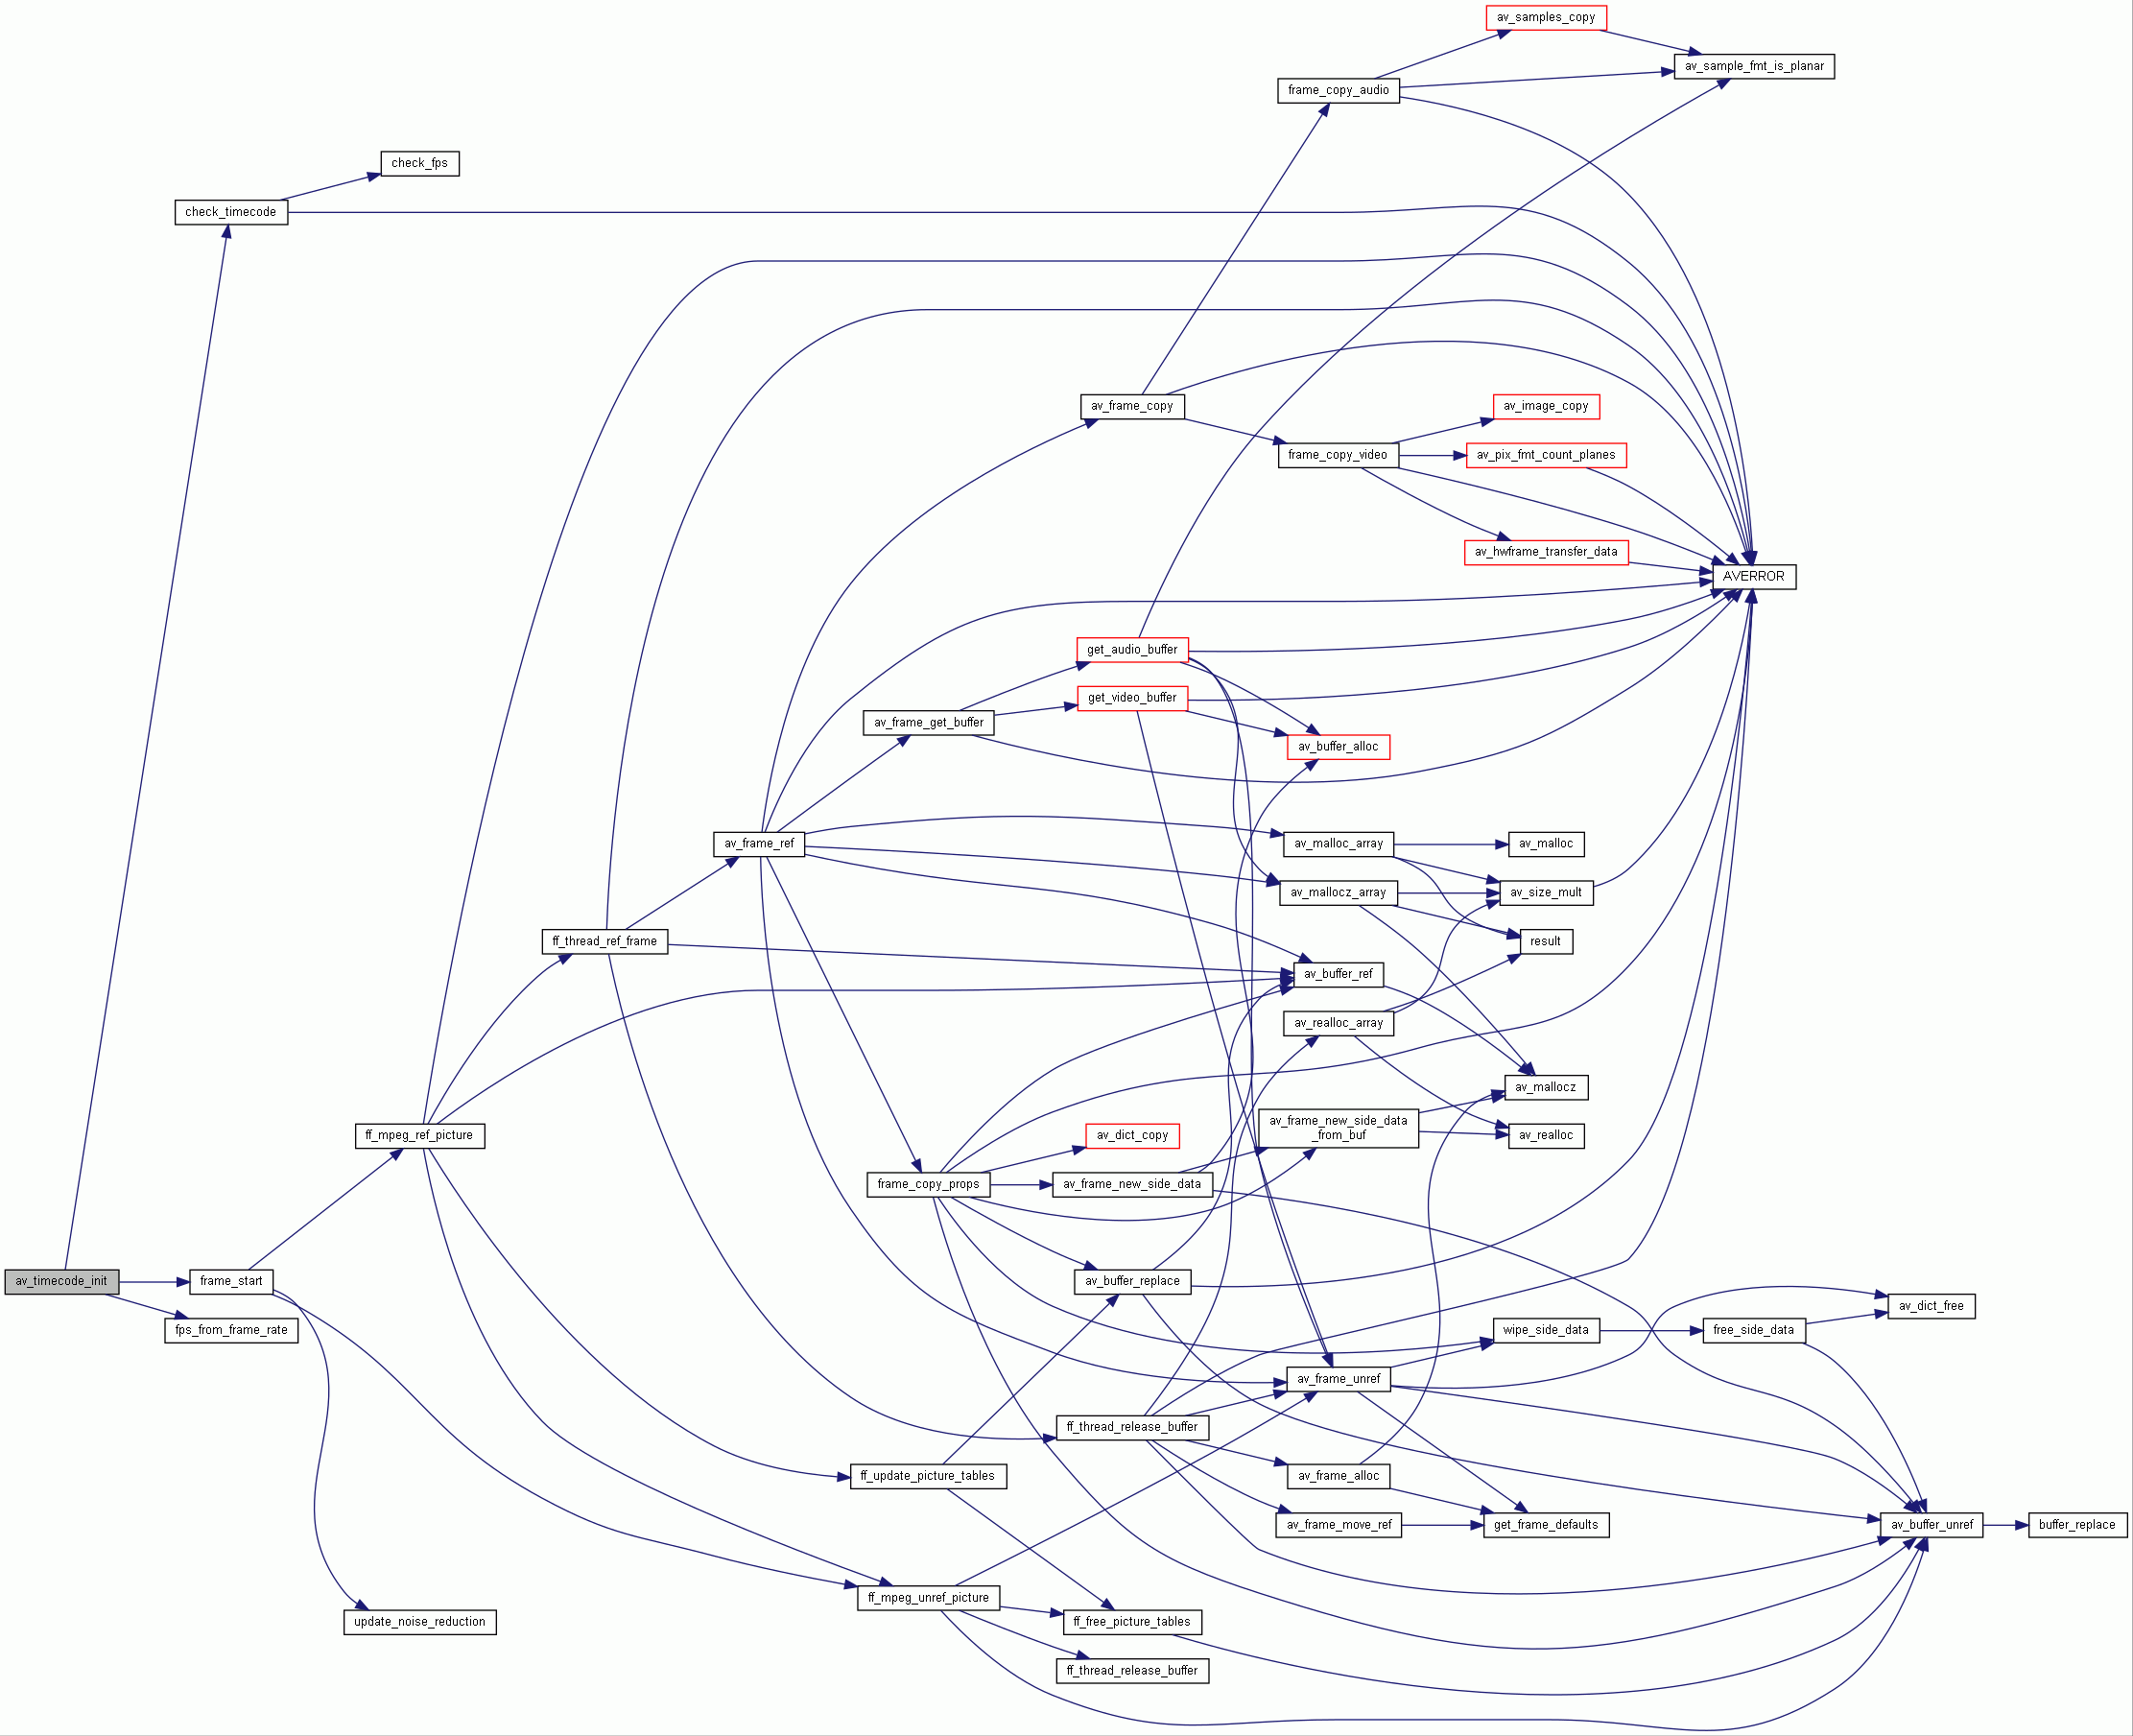 av_samples_copy
av_sample_fmt_is_planar
frame_copy_audio
check_fps
check_timecode
av_frame_copy
av_image_copy
frame_copy_video
av_pix_fmt_count_planes
av_hwframe_transfer_data
AVERROR
get_audio_buffer
get_video_buffer
av_frame_get_buffer
av_buffer_alloc
av_frame_ref
av_malloc_array
av_malloc
av_mallocz_array
av_size_mult
ff_thread_ref_frame
result
av_buffer_ref
av_realloc_array
av_mallocz
ff_mpeg_ref_picture
av_dict_copy
av_frame_new_side_data
_from_buf
av_realloc
frame_copy_props
av_frame_new_side_data
av_timecode_init
frame_start
av_buffer_replace
av_dict_free
fps_from_frame_rate
wipe_side_data
free_side_data
av_frame_unref
ff_thread_release_buffer
ff_update_picture_tables
av_frame_alloc
av_frame_move_ref
get_frame_defaults
av_buffer_unref
buffer_replace
ff_mpeg_unref_picture
update_noise_reduction
ff_free_picture_tables
ff_thread_release_buffer